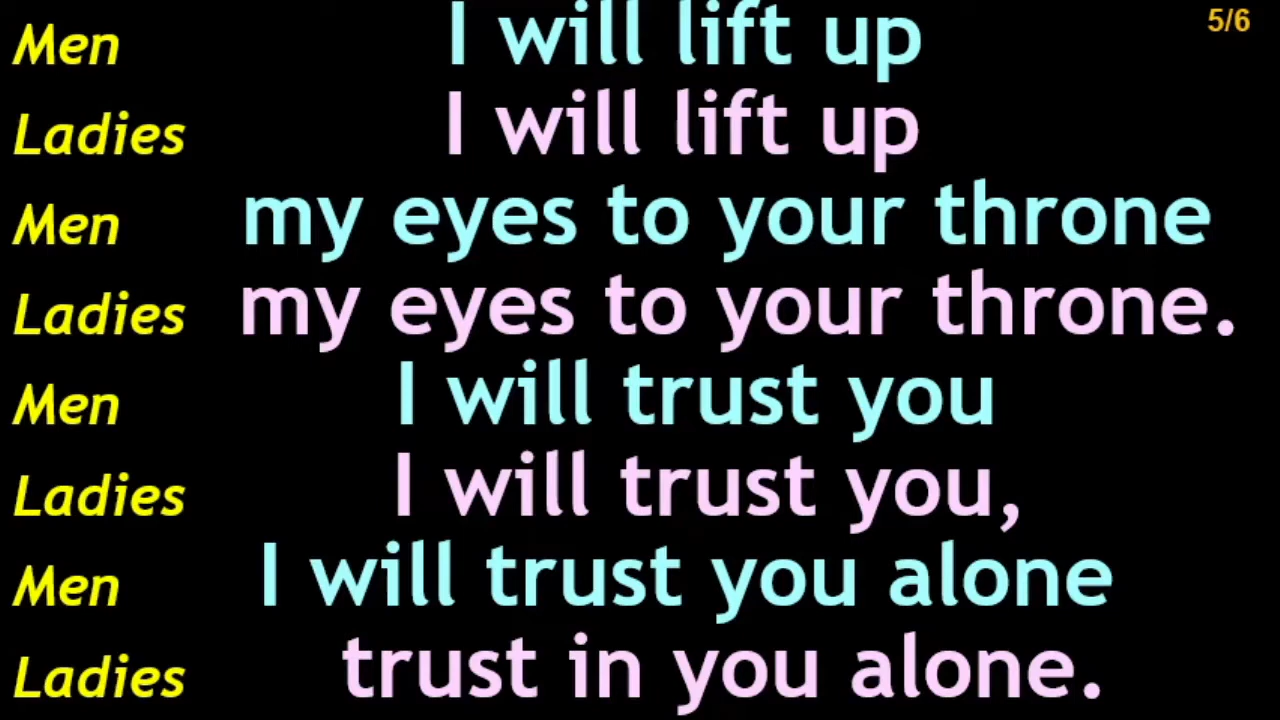 5/6
Men I will lift up
Ladies I will lift up
Men my eyes to your throne
Ladies my eyes to your throne.
Men I will trust you
Ladies I will trust you,
Men I will trust you alone
Ladies trust in you alone.